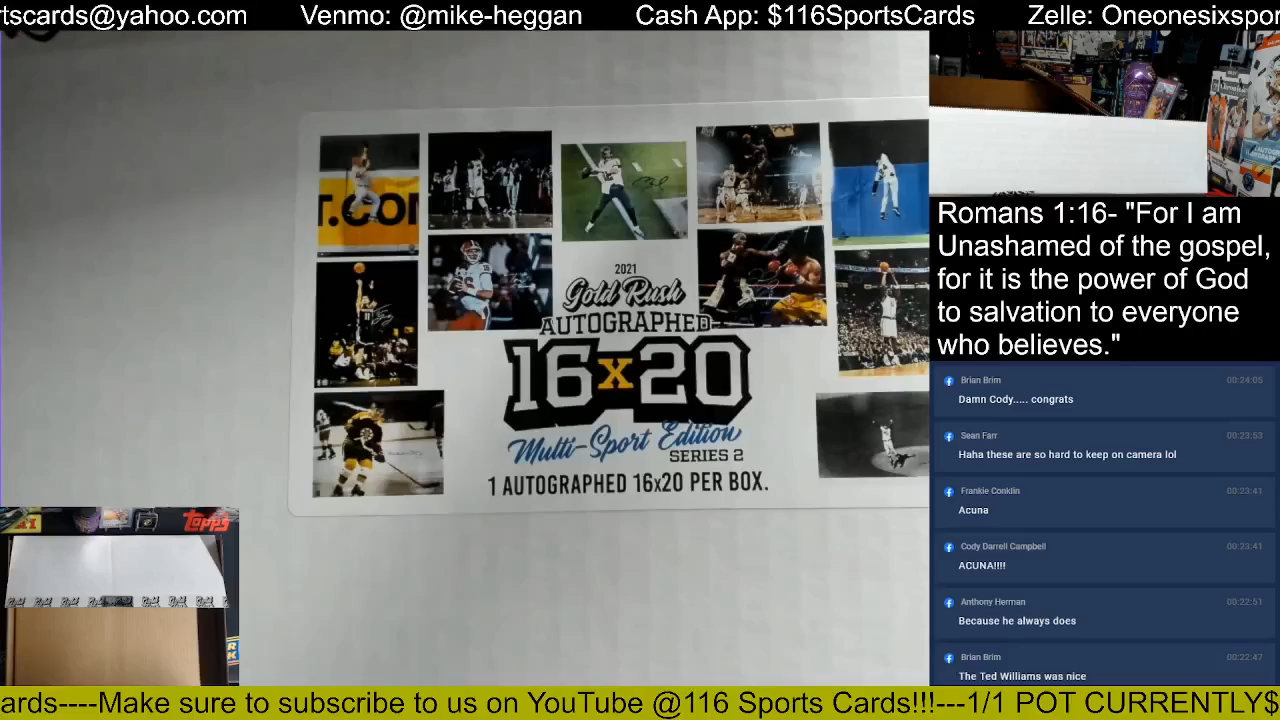 rtscards@yahoo.com Venmo: @mike-heggan Cash App: $116SportsCards Zelle: Oneonesixspor
T.COM
2021
Gold Rush
AUTOGRAPHED
16x20
Multi-Sport Edition
SERIES 2
1 AUTOGRAPHED 16x20 PER BOX.
Romans 1:16- "For I am
Unashamed of the gospel,
for it is the power of God
to salvation to everyone
who believes."
Brian Brim 00:24:05
Damn Cody..... congrats
Sean Farr 00:23:53
Haha these are so hard to keep on camera lol
Frankie Conklin 00:23:41
Acuna
Cody Darrell Campbell 00:23:41
ACUNA!!!!
Anthony Herman 00:22:51
Because he always does
Brian Brim 00:22:47
The Ted Williams was nice
Topps
ards----Make sure to subscribe to us on YouTube @116 Sports Cards!!!---1/1 POT CURRENTLY$